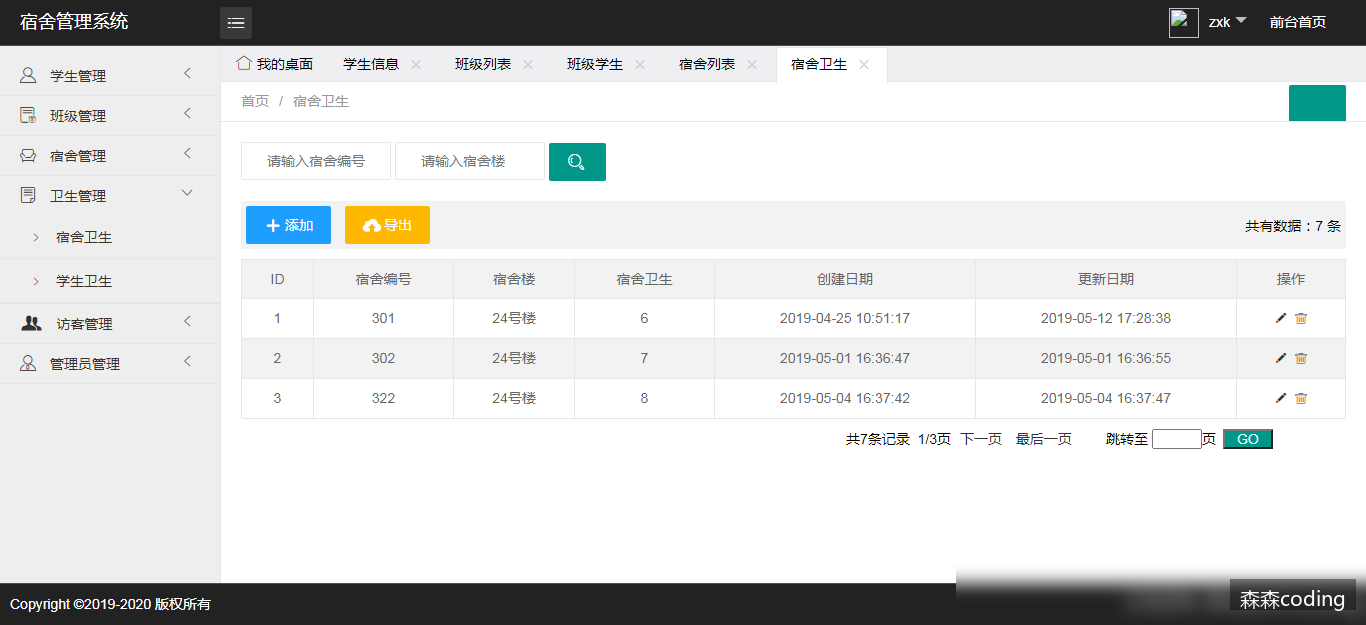 宿舍管理系统
zxk 前台首页
学生管理
班级管理
宿舍管理
卫生管理
宿舍卫生
学生卫生
访客管理
管理员管理
我的桌面 学生信息 班级列表 班级学生 宿舍列表 宿舍卫生
首页 / 宿舍卫生
请输入宿舍编号 请输入宿舍楼
添加 导出 共有数据：7 条
ID 宿舍编号 宿舍楼 宿舍卫生 创建日期 更新日期 操作
1 301 24号楼 6 2019-04-25 10:51:17 2019-05-12 17:28:38
2 302 24号楼 7 2019-05-01 16:36:47 2019-05-01 16:36:55
3 322 24号楼 8 2019-05-04 16:37:42 2019-05-04 16:37:47
共7条记录 1/3页 下一页 最后一页 跳转至 页 GO
Copyright ©2019-2020 版权所有
森森coding